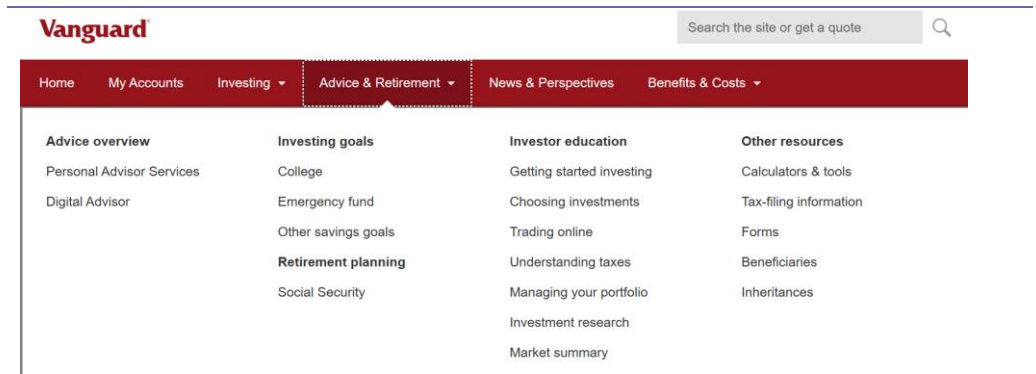 Vanguard
Search the site or get a quote
Home My Accounts Investing Advice & Retirement News & Perspectives Benefits & Costs
Advice overview
Personal Advisor Services
Digital Advisor
Investing goals
College
Emergency fund
Other savings goals
Retirement planning
Social Security
Investor education
Getting started investing
Choosing investments
Trading online
Understanding taxes
Managing your portfolio
Investment research
Market summary
Other resources
Calculators & tools
Tax-filing information
Forms
Beneficiaries
Inheritances